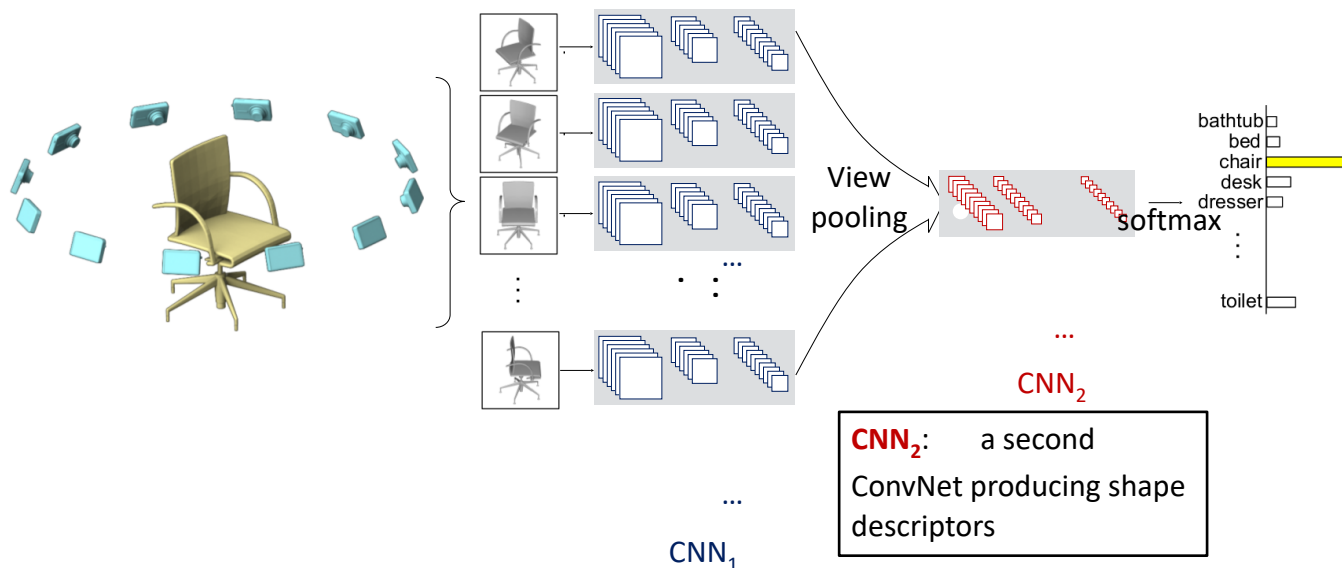 View
pooling
softmax
bathtub
bed
chair
desk
dresser
⋮
toilet
⋮
...
...
CNN₂
CNN₂: a second
ConvNet producing shape
descriptors
...
CNN₁